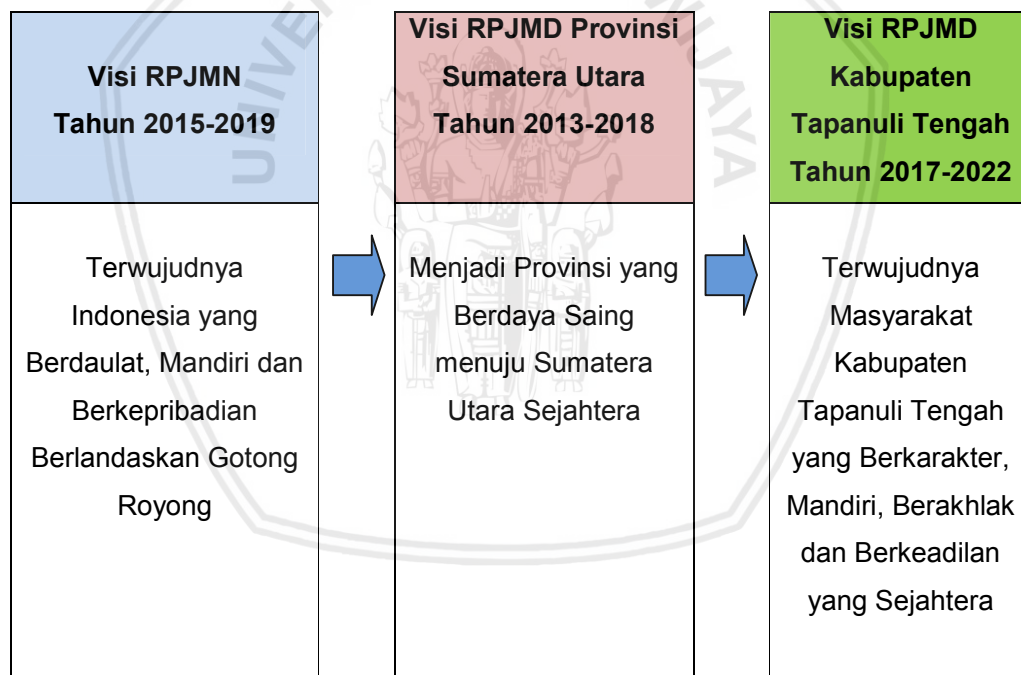 Visi RPJMN
Tahun 2015-2019
Terwujudnya
Indonesia yang
Berdaulat, Mandiri dan
Berkepribadian
Berlandaskan Gotong
Royong
Visi RPJMD Provinsi
Sumatera Utara
Tahun 2013-2018
Menjadi Provinsi yang
Berdaya Saing
menuju Sumatera
Utara Sejahtera
Visi RPJMD
Kabupaten
Tapanuli Tengah
Tahun 2017-2022
Terwujudnya
Masyarakat
Kabupaten
Tapanuli Tengah
yang Berkarakter,
Mandiri, Berakhlak
dan Berkeadilan
yang Sejahtera